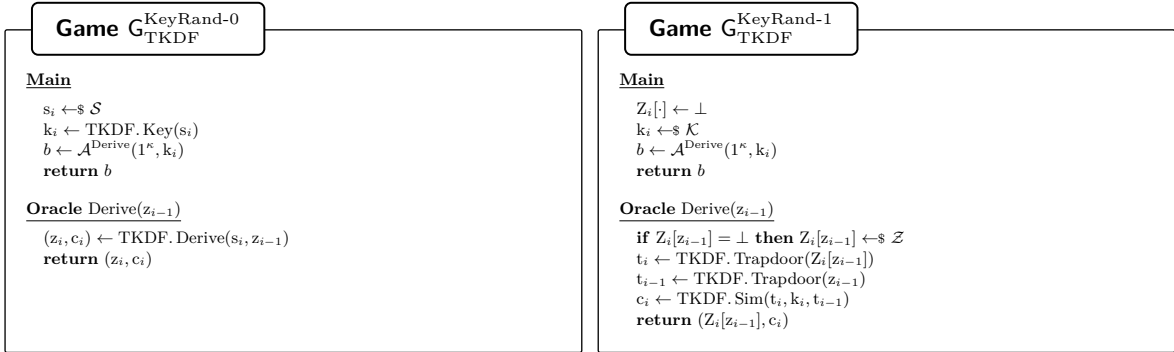 Game G^{KeyRand-0}_{TKDF}
Main
s_i ←$ 𝒮
k_i ← TKDF. Key(s_i)
b ← 𝒜^{Derive}(1^κ, k_i)
return b
Oracle Derive(z_{i−1})
(z_i, c_i) ← TKDF. Derive(s_i, z_{i−1})
return (z_i, c_i)
Game G^{KeyRand-1}_{TKDF}
Main
Z_i[·] ← ⊥
k_i ←$ 𝒦
b ← 𝒜^{Derive}(1^κ, k_i)
return b
Oracle Derive(z_{i−1})
if Z_i[z_{i−1}] = ⊥ then Z_i[z_{i−1}] ←$ 𝒵
t_i ← TKDF. Trapdoor(Z_i[z_{i−1}])
t_{i−1} ← TKDF. Trapdoor(z_{i−1})
c_i ← TKDF. Sim(t_i, k_i, t_{i−1})
return (Z_i[z_{i−1}], c_i)